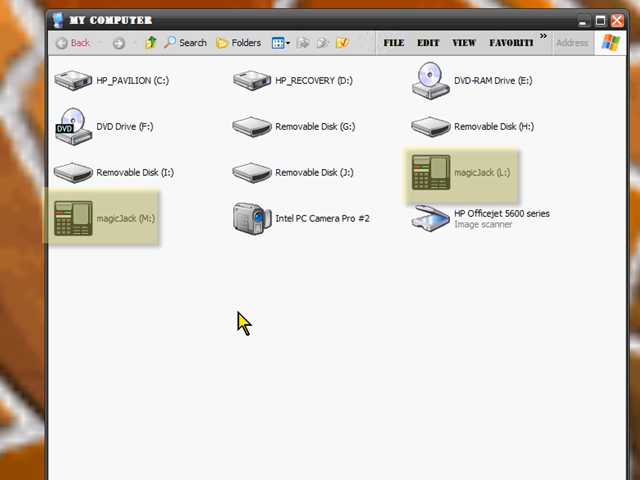 MY COMPUTER
Back Search Folders FILE EDIT VIEW FAVORITI » Address
HP_PAVILION (C:) HP_RECOVERY (D:) DVD-RAM Drive (E:)
DVD DVD Drive (F:) Removable Disk (G:) Removable Disk (H:)
Removable Disk (I:) Removable Disk (J:) magicJack (L:)
magicJack (M:) Intel PC Camera Pro #2 HP Officejet 5600 series
Image scanner